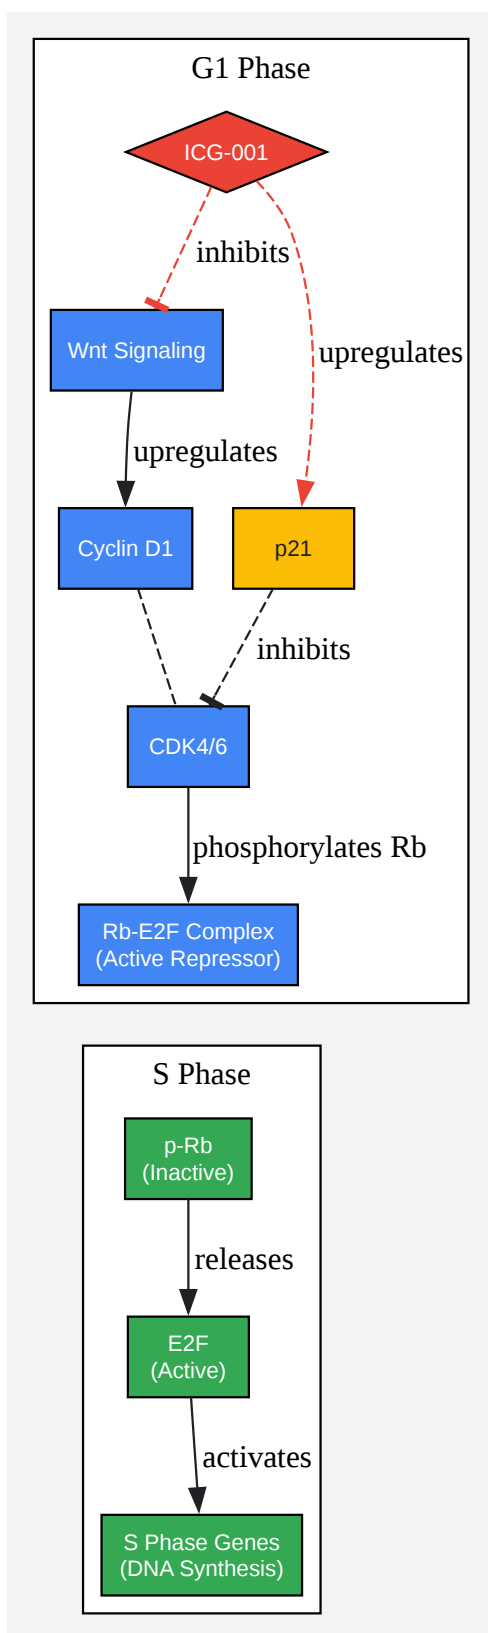 G1 Phase
ICG-001
inhibits
upregulates
Wnt Signaling
upregulates
Cyclin D1
p21
inhibits
CDK4/6
phosphorylates Rb
Rb-E2F Complex
(Active Repressor)
S Phase
p-Rb
(Inactive)
releases
E2F
(Active)
activates
S Phase Genes
(DNA Synthesis)